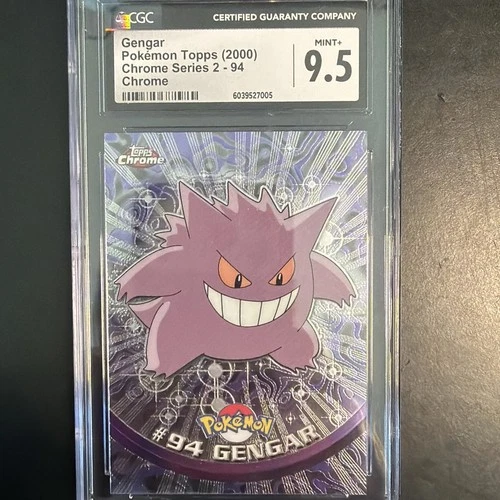 CGC
CERTIFIED GUARANTY COMPANY
Gengar
Pokémon Topps (2000)
Chrome Series 2 - 94
Chrome
MINT+
9.5
6039527005
Topps
Chrome
POKéMON
#94 GENGAR